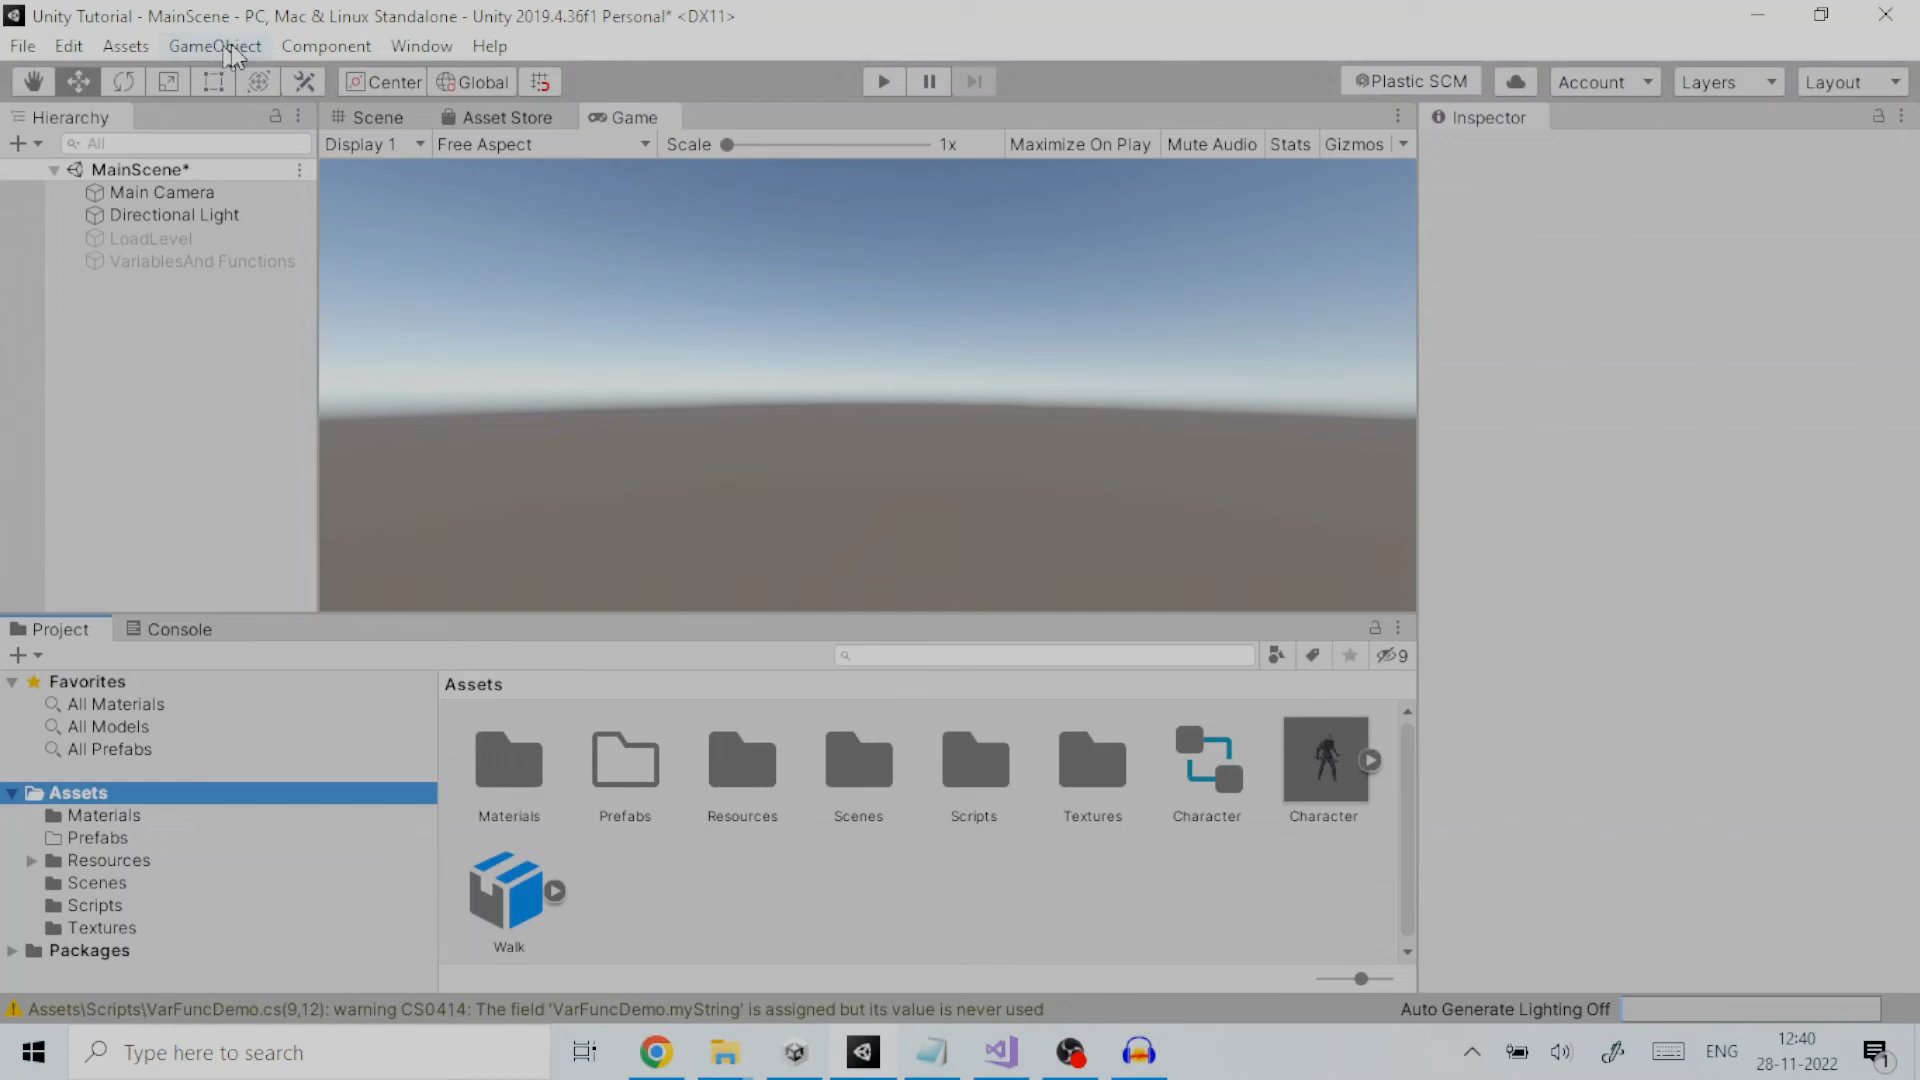 Unity Tutorial - MainScene - PC, Mac & Linux Standalone - Unity 2019.4.36f1 Personal* <DX11>
File Edit Assets GameObject Component Window Help
Center Global Plastic SCM Account Layers Layout
Hierarchy Scene Asset Store Game Inspector
All Display 1 Free Aspect Scale 1x Maximize On Play Mute Audio Stats Gizmos
MainScene*
Main Camera
Directional Light
LoadLevel
VariablesAnd Functions
Project Console
9
Favorites
All Materials
All Models
All Prefabs
Assets
Materials
Prefabs
Resources
Scenes
Scripts
Textures
Packages
Assets
Materials Prefabs Resources Scenes Scripts Textures Character Character
Walk
Assets\Scripts\VarFuncDemo.cs(9,12): warning CS0414: The field 'VarFuncDemo.myString' is assigned but its value is never used
Auto Generate Lighting Off
Type here to search
ENG
12:40
28-11-2022
1